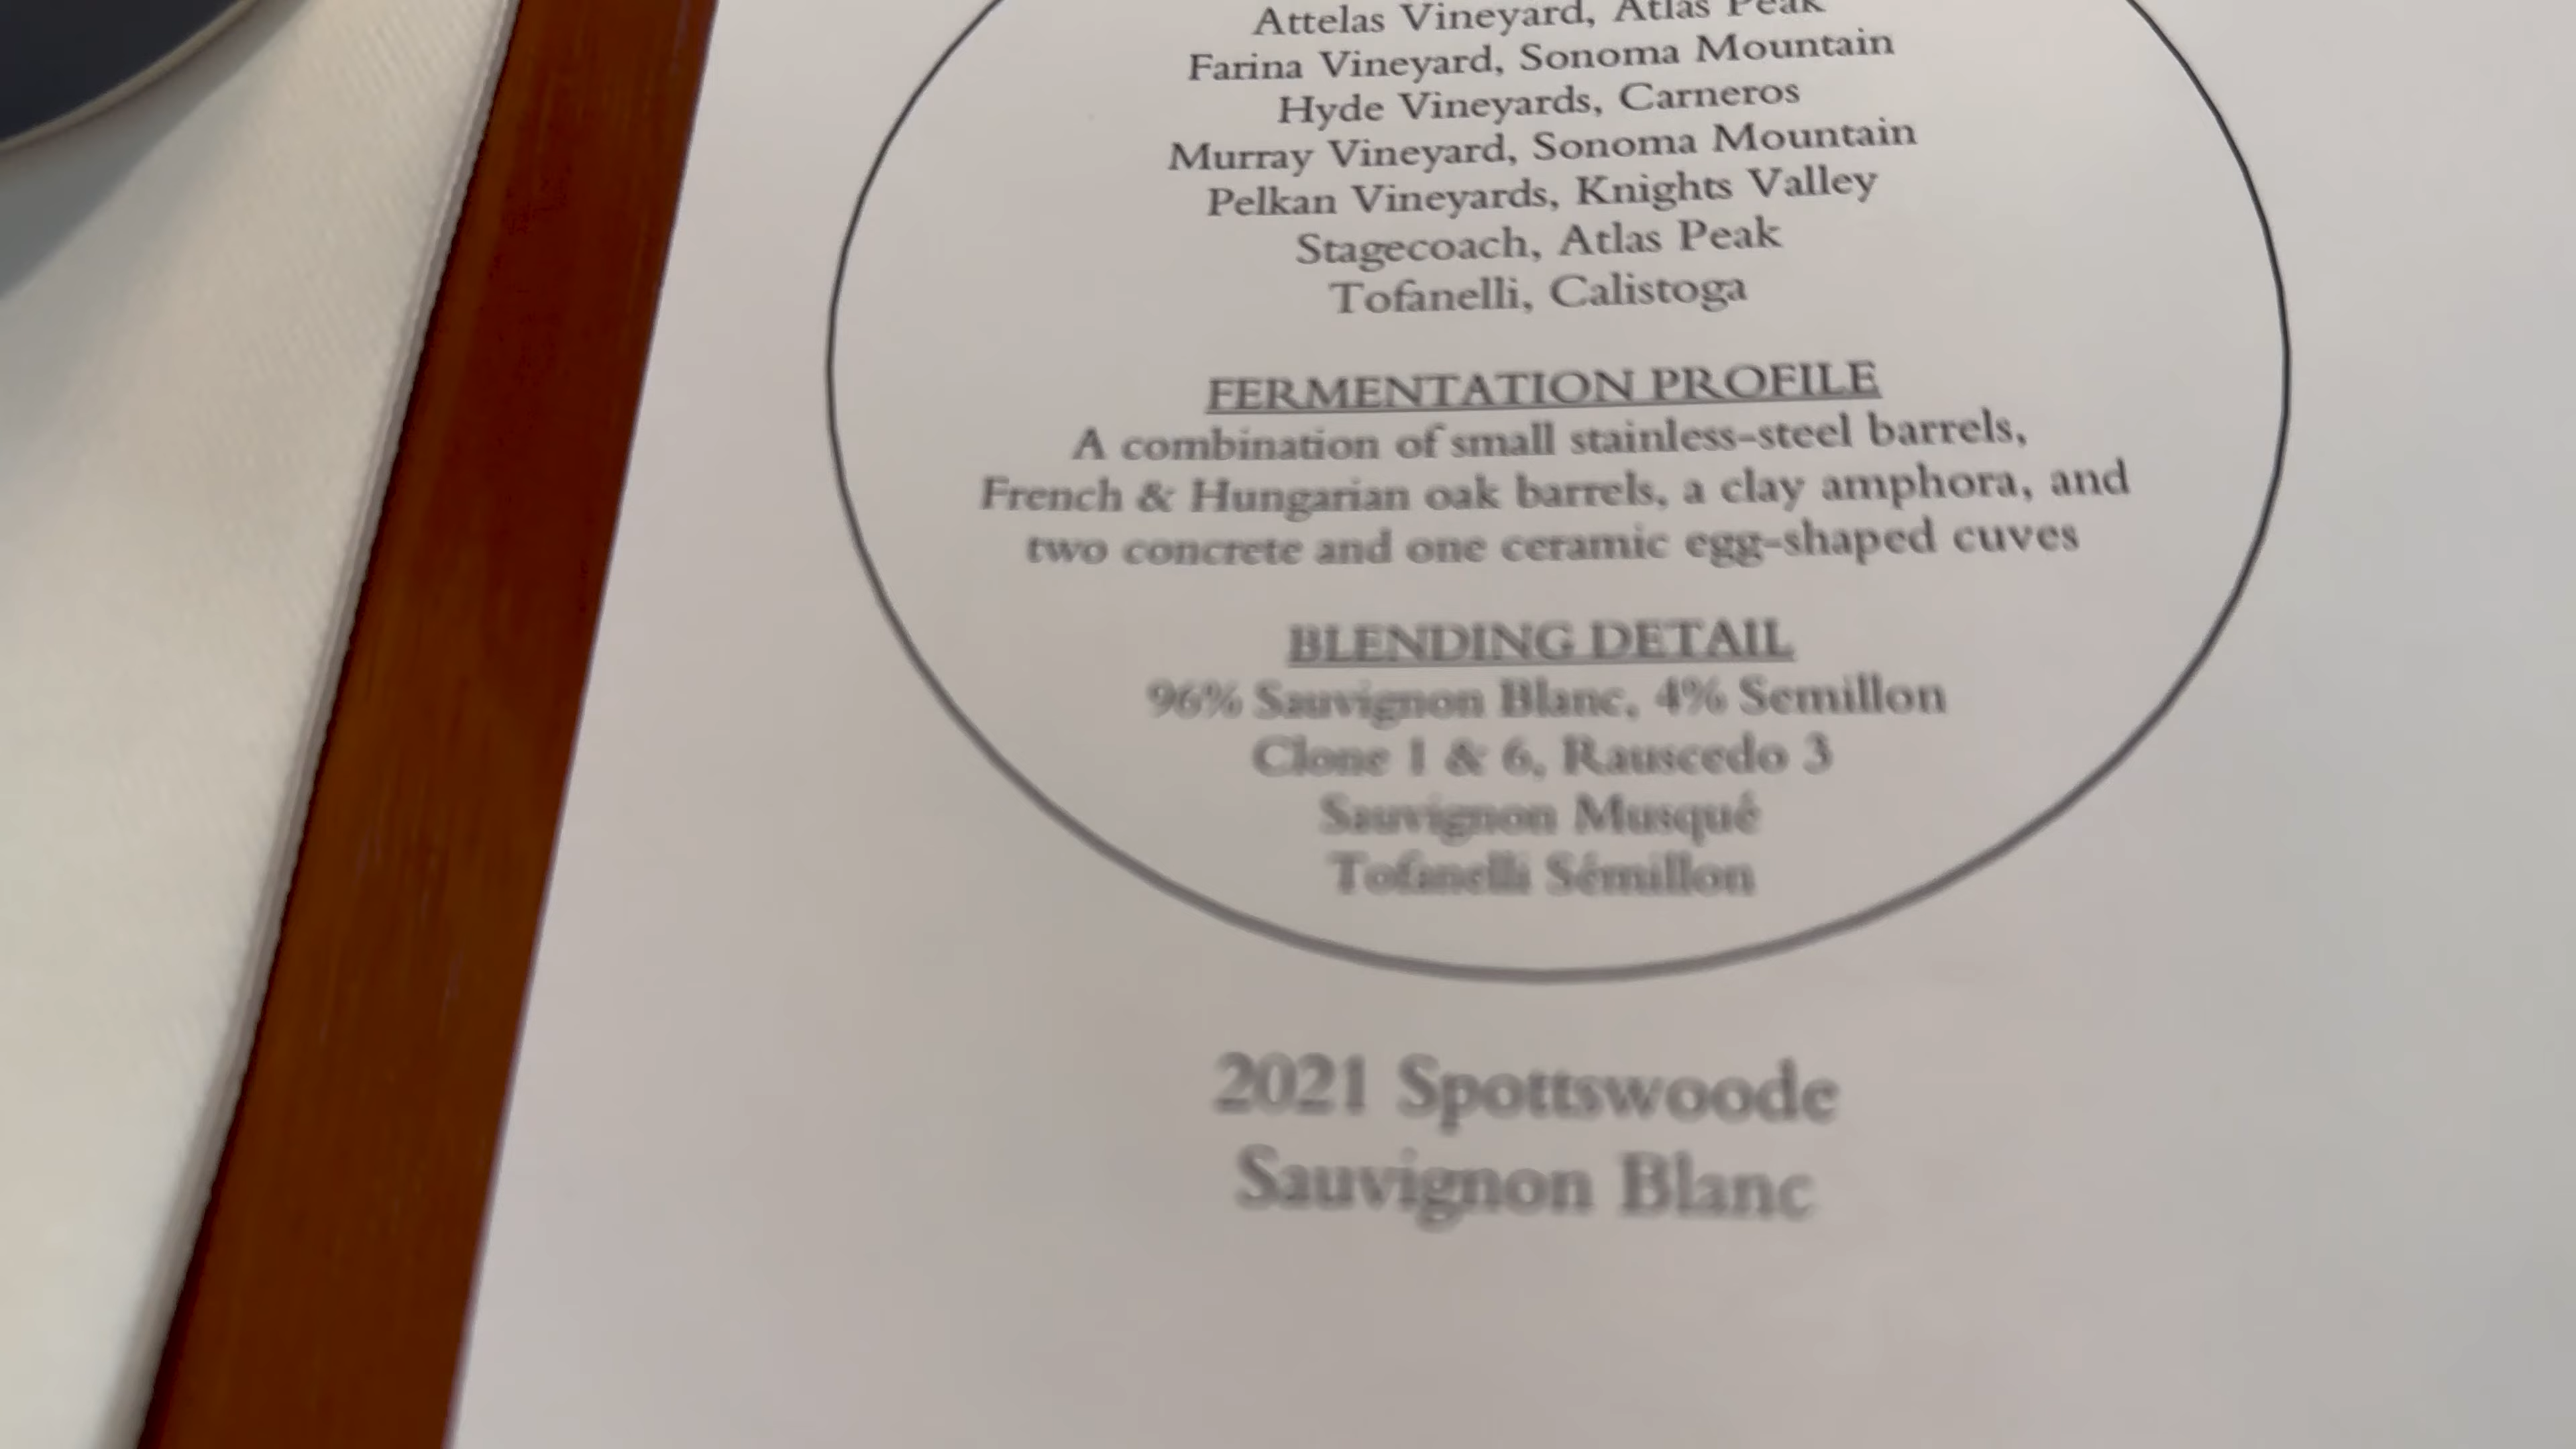 Attelas Vineyard, Atlas Peak
Farina Vineyard, Sonoma Mountain
Hyde Vineyards, Carneros
Murray Vineyard, Sonoma Mountain
Pelkan Vineyards, Knights Valley
Stagecoach, Atlas Peak
Tofanelli, Calistoga
FERMENTATION PROFILE
A combination of small stainless-steel barrels,
French & Hungarian oak barrels, a clay amphora, and
two concrete and one ceramic egg-shaped cuves
BLENDING DETAIL
96% Sauvignon Blanc, 4% Semillon
Clone 1 & 6, Rauscedo 3
Sauvignon Musqué
Tofanelli Sémillon
2021 Spottswoode
Sauvignon Blanc